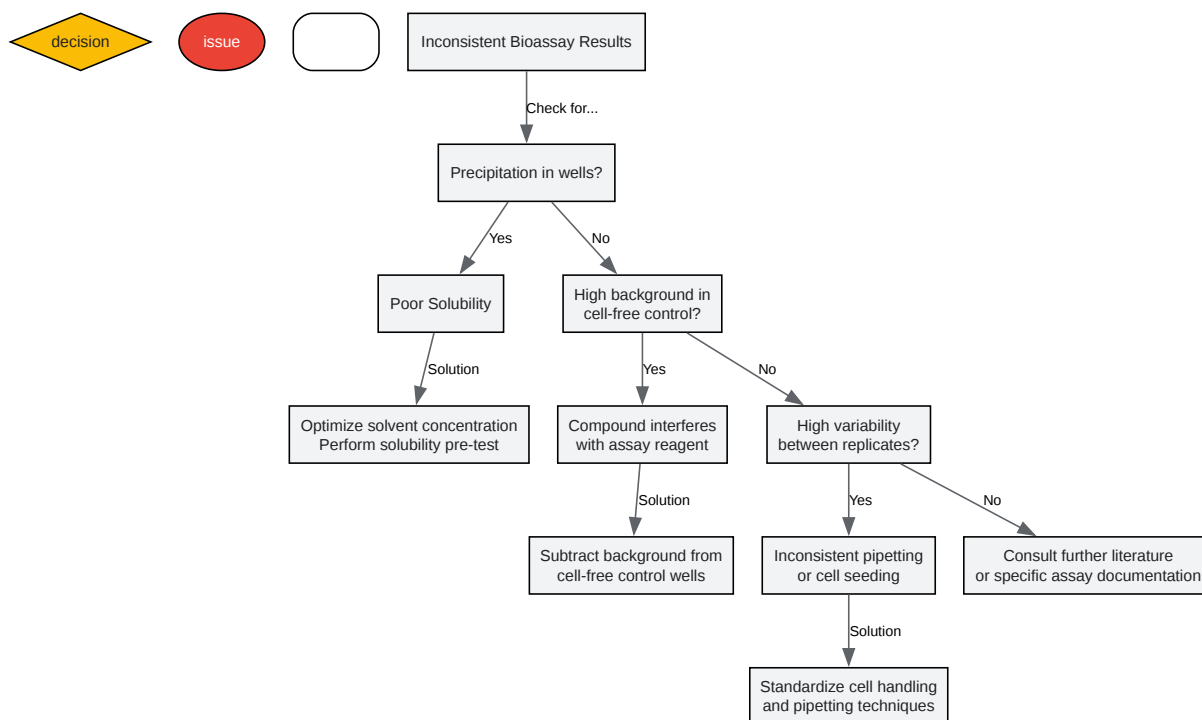 decision
issue
Inconsistent Bioassay Results
Check for...
Precipitation in wells?
Yes
No
Poor Solubility
High background in
cell-free control?
Solution
Yes
No
Optimize solvent concentration
Perform solubility pre-test
Compound interferes
with assay reagent
High variability
between replicates?
Solution
Yes
No
Subtract background from
cell-free control wells
Inconsistent pipetting
or cell seeding
Consult further literature
or specific assay documentation
Solution
Standardize cell handling
and pipetting techniques